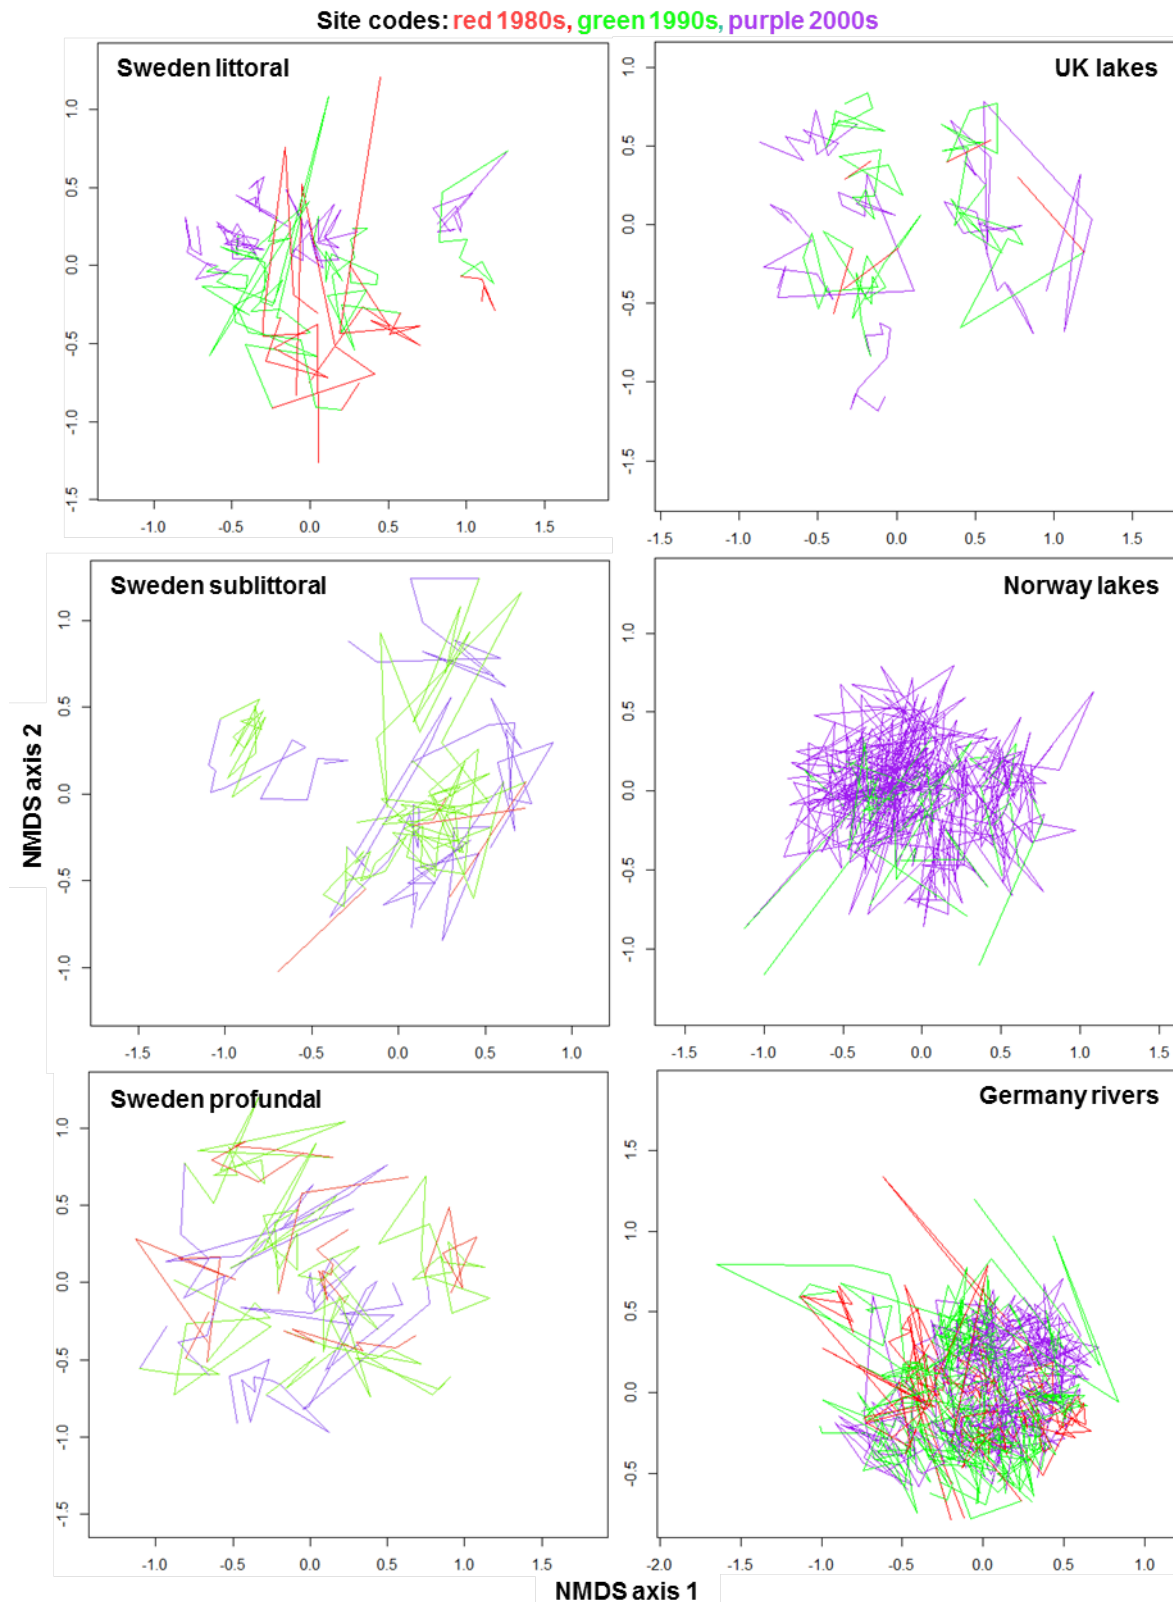 Site codes: red 1980s, green 1990s, purple 2000s
Sweden littoral
1.0
0.5
0.0
-0.5
-1.0
-1.5
-1.0 -0.5 0.0 0.5 1.0 1.5
UK lakes
1.0
0.5
0.0
-0.5
-1.0
-1.5
-1.5 -1.0 -0.5 0.0 0.5 1.0 1.5
Sweden sublittoral
1.0
0.5
0.0
-0.5
-1.0
-1.5 -1.0 -0.5 0.0 0.5 1.0
NMDS axis 2
Norway lakes
1.0
0.5
0.0
-0.5
-1.0
-1.5 -1.0 -0.5 0.0 0.5 1.0 1.5
Sweden profundal
1.0
0.5
0.0
-0.5
-1.0
-1.5
-1.0 -0.5 0.0 0.5 1.0 1.5
Germany rivers
1.5
1.0
0.5
0.0
-0.5
-2.0 -1.5 -1.0 -0.5 0.0 0.5 1.0
NMDS axis 1